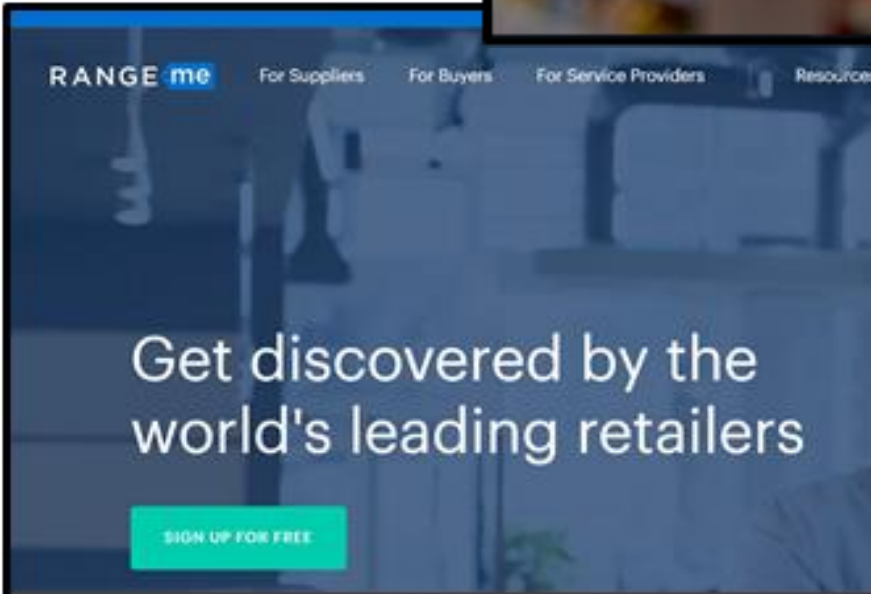 RANGE me For Suppliers For Buyers For Service Providers Resources
Get discovered by the
world's leading retailers
SIGN UP FOR FREE